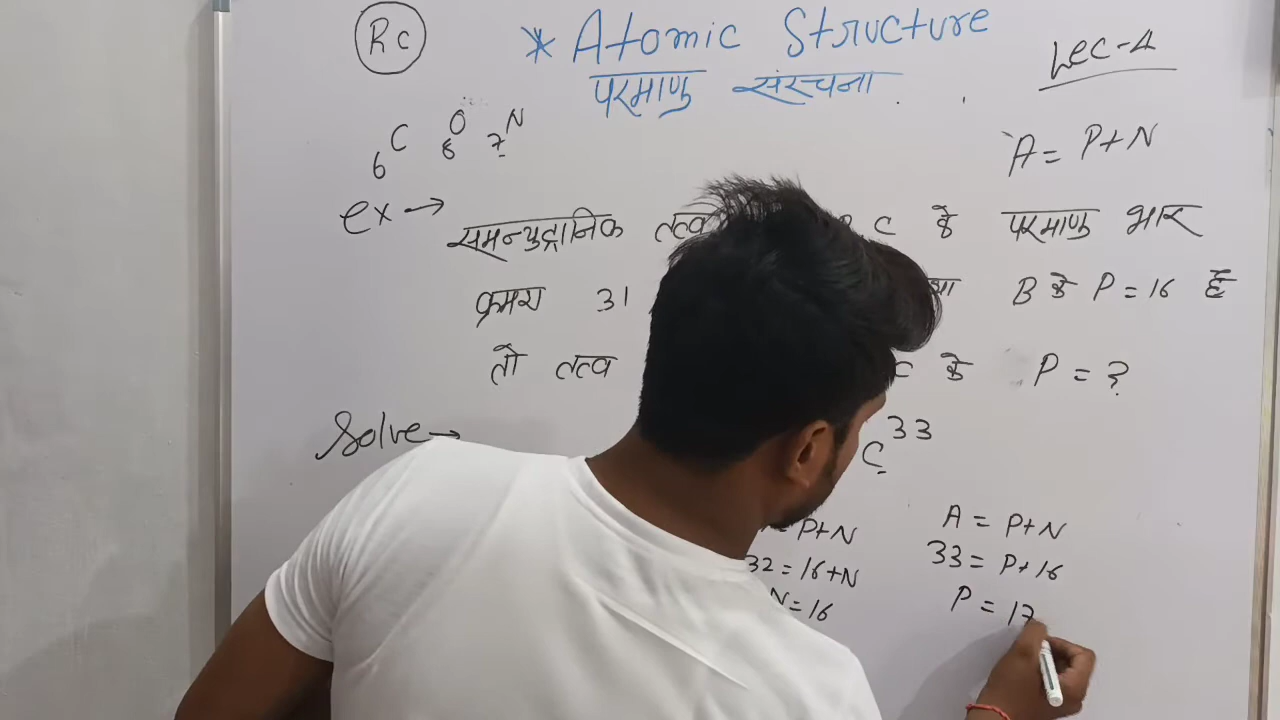 Rc
* Atomic Structure
परमाणु संरचना
Lec-4
6C 8O 7N
A = P+N
ex → समन्युट्रानिक तत्व C के परमाणु भार
क्रमश 31 B के P = 16 है
तो तत्व C के P = ?
Solve →
C 33
= P+N A = P+N
32 = 16+N 33 = P+16
N = 16 P = 17